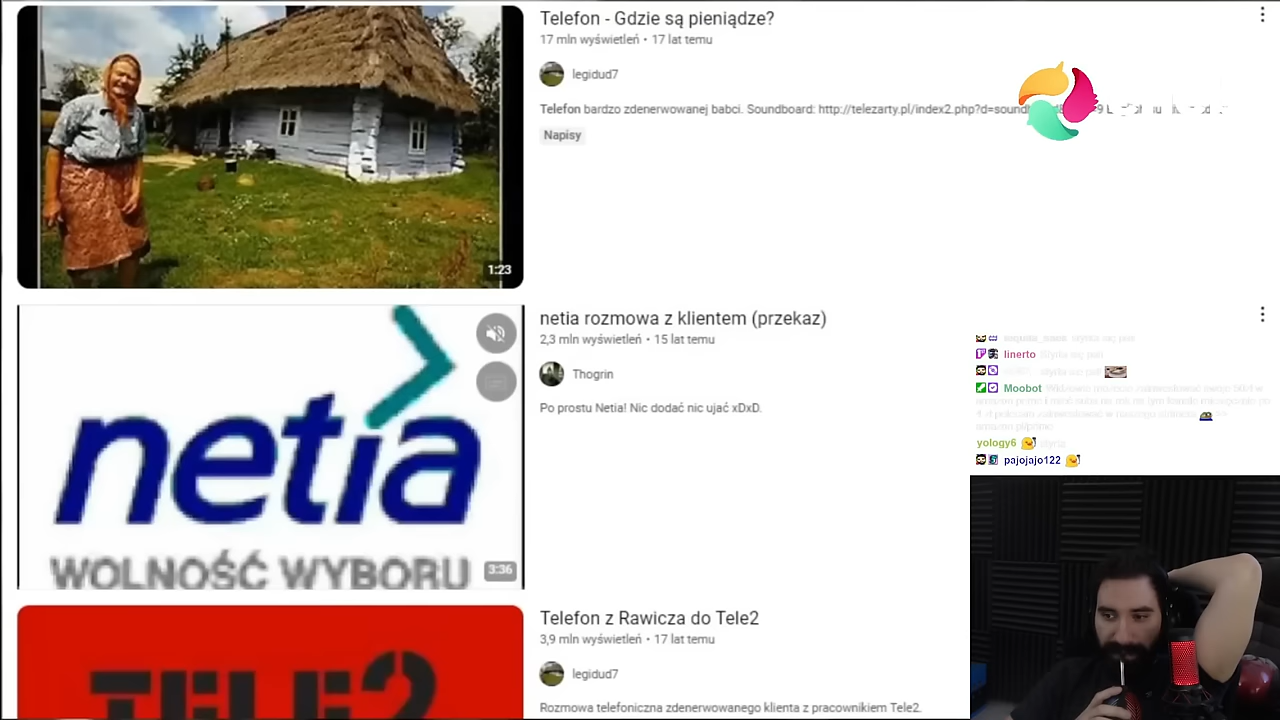 Telefon - Gdzie są pieniądze?
17 mln wyświetleń • 17 lat temu
legidud7
Telefon bardzo zdenerwowanej babci. Soundboard: http://telezarty.pl/index2.php?d=sound
Napisy
1:23
netia rozmowa z klientem (przekaz)
2,3 mln wyświetleń • 15 lat temu
Thogrin
Po prostu Netia! Nic dodać nic ująć xDxD.
netia
WOLNOŚĆ WYBORU
3:36
linerto
Moobot
yology6
pajojajo122
Telefon z Rawicza do Tele2
3,9 mln wyświetleń • 17 lat temu
legidud7
Rozmowa telefoniczna zdenerwowanego klienta z pracownikiem Tele2.
TELE2